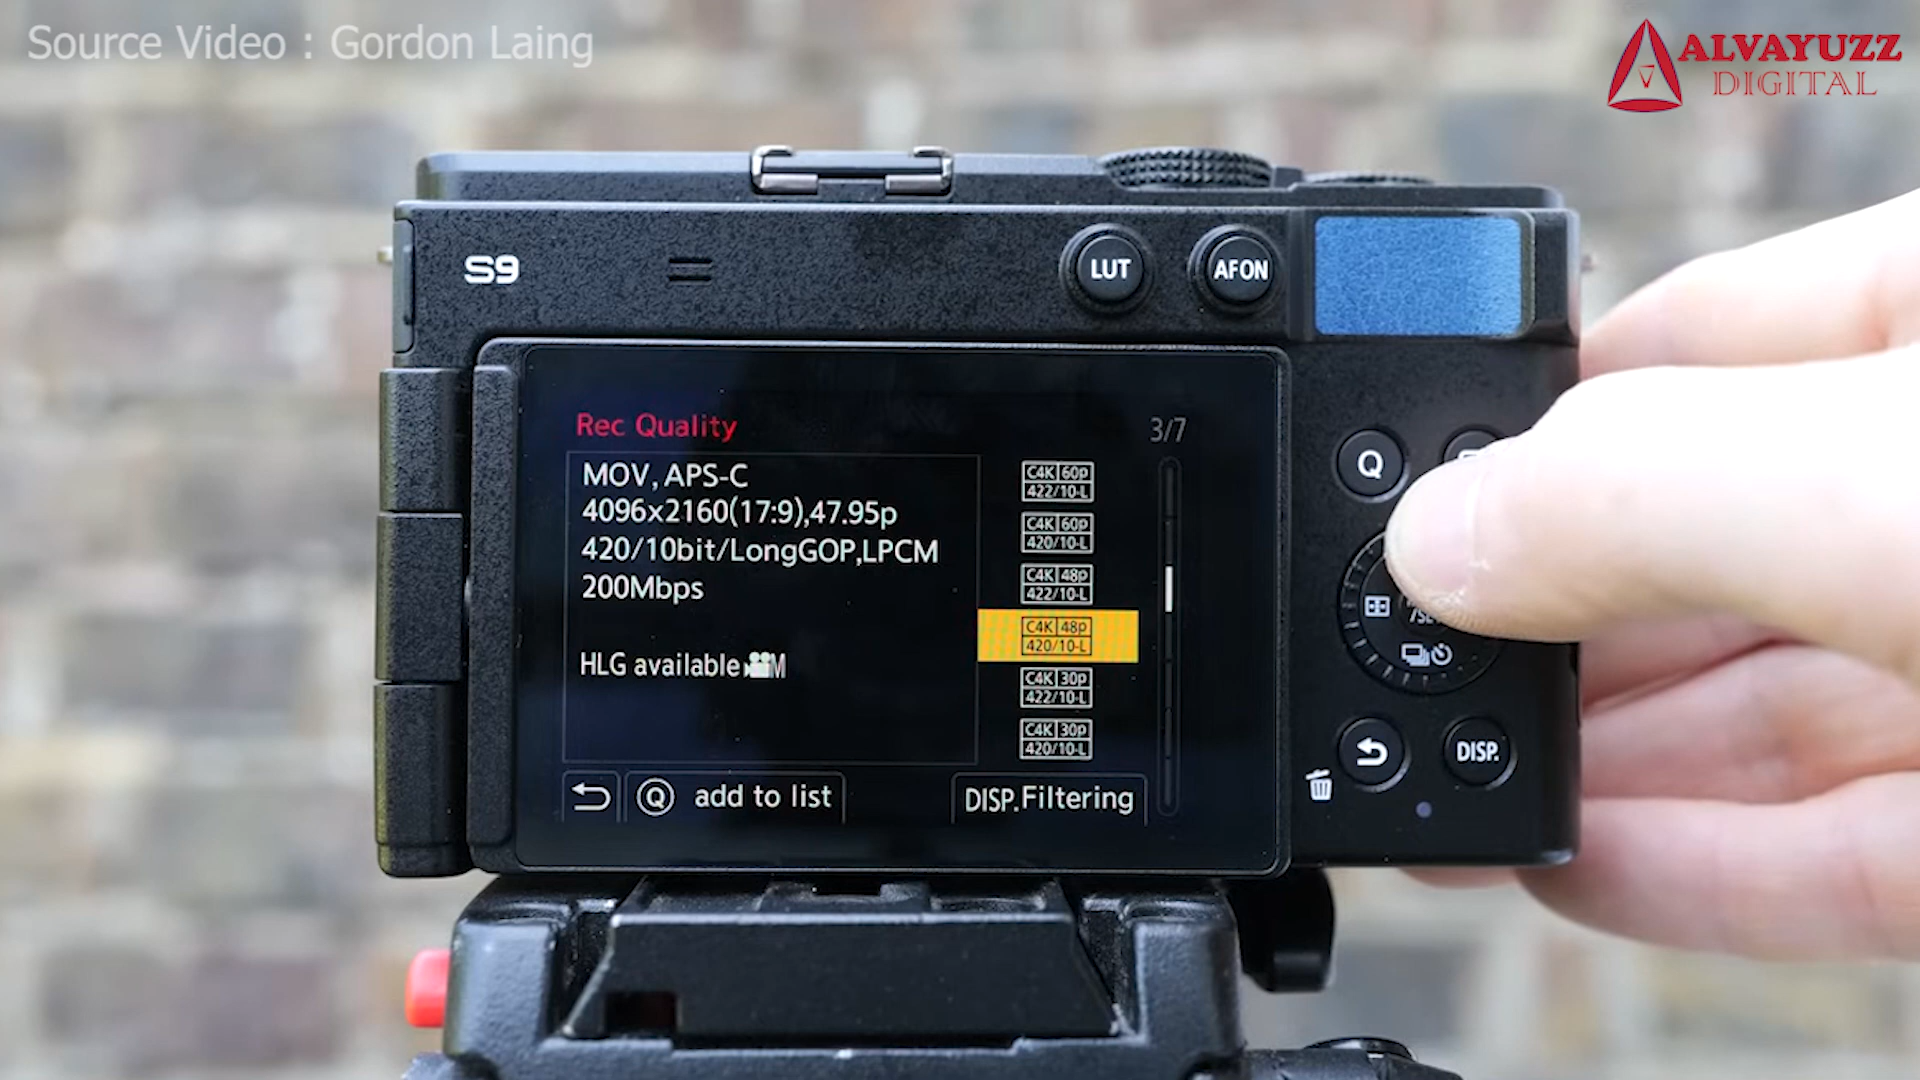 Source Video : Gordon Laing
ALVAYUZZ
DIGITAL
S9
LUT
AF ON
Rec Quality
3/7
MOV, APS-C
4096x2160(17:9),47.95p
420/10bit/LongGOP,LPCM
200Mbps
HLG available
M
C4K 60p
422/10-L
C4K 60p
420/10-L
C4K 48p
422/10-L
C4K 48p
420/10-L
C4K 30p
422/10-L
C4K 30p
420/10-L
Q add to list
DISP.Filtering
Q
DISP.